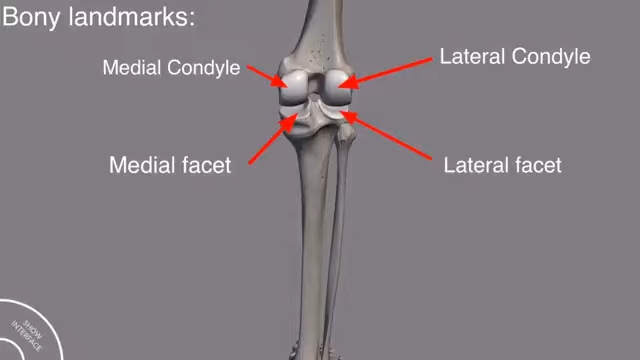 Bony landmarks:
Medial Condyle
Lateral Condyle
Medial facet
Lateral facet
SHOW
INTERFACE